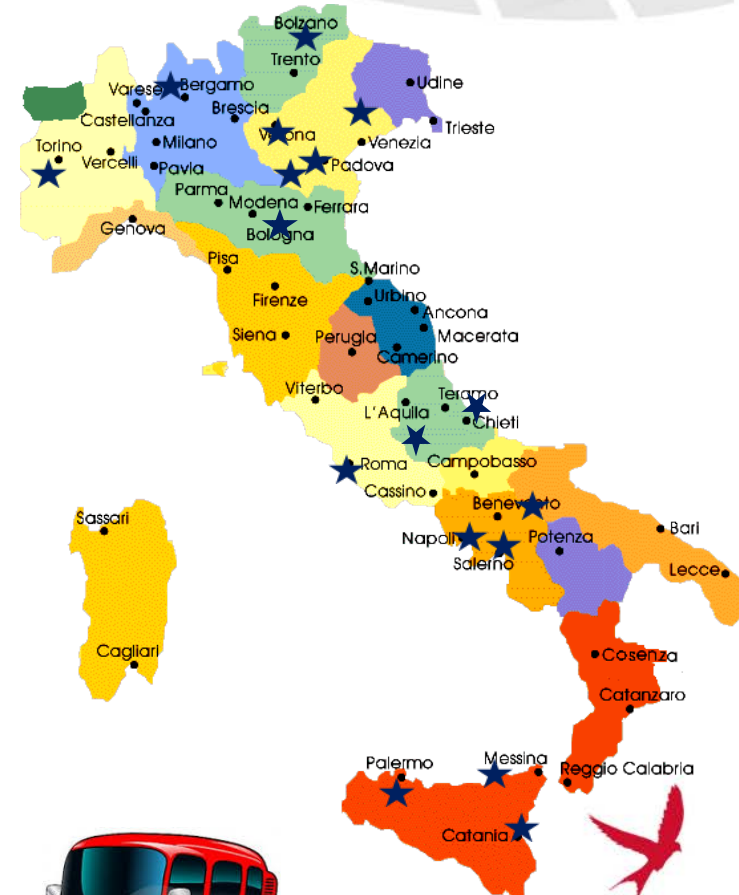 Bolzano
Trento
Udine
Varese
Bergamo
Brescia
Castellanza
Trieste
Verona
Torino
Milano
Venezia
Vercelli
Padova
Pavia
Parma
Modena
Ferrara
Genova
Bologna
Pisa
S.Marino
Urbino
Firenze
Ancona
Siena
Perugia
Macerata
Camerino
Viterbo
Teramo
L'Aquila
Chieti
Roma
Campobasso
Cassino
Benevento
Sassari
Bari
Napoli
Potenza
Salerno
Lecce
Cagliari
Cosenza
Catanzaro
Messina
Palermo
Reggio Calabria
Catania